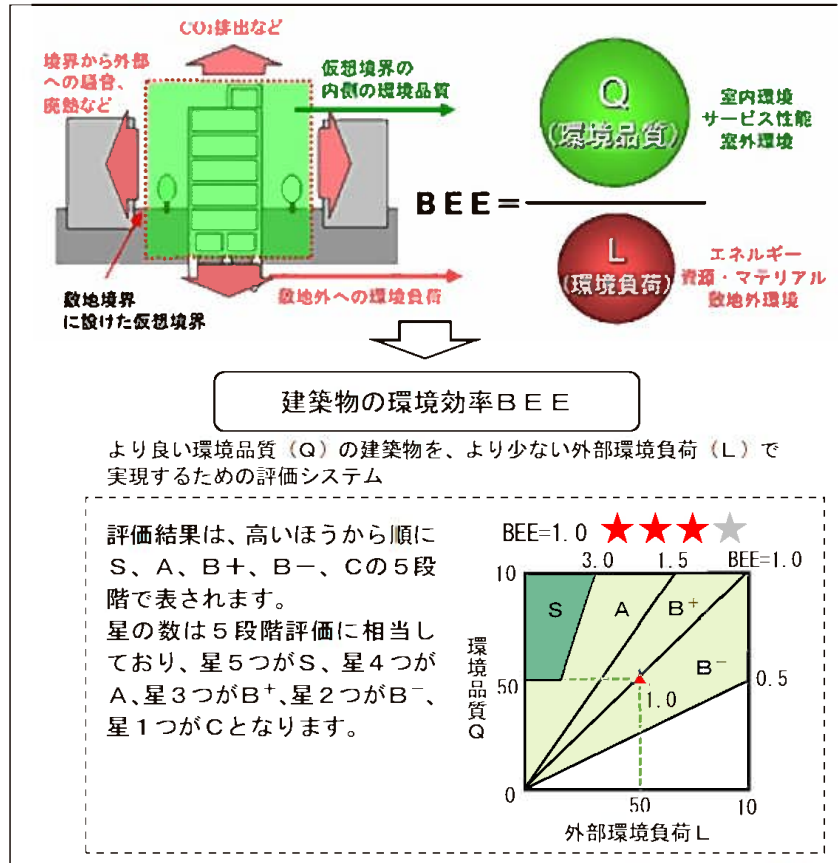 CO₂排出など
境界から外部
への騒音、
廃熱など
仮想境界の
内側の環境品質
敷地境界
に設けた仮想境界
敷地外への環境負荷
BEE=
Q
(環境品質)
室内環境
サービス性能
室外環境
L
(環境負荷)
エネルギー
資源・マテリアル
敷地外環境
建築物の環境効率BEE
より良い環境品質(Q)の建築物を、より少ない外部環境負荷(L)で
実現するための評価システム
評価結果は、高いほうから順に
S、A、B+、B-、Cの5段
階で表されます。
星の数は5段階評価に相当し
ており、星5つがS、星4つが
A、星3つがB⁺、星2つがB⁻、
星1つがCとなります。
BEE=1.0 ★★★★
3.0 1.5 BEE=1.0
10
S A B⁺
B⁻
環境品質Q
50
1.0
0.5
0
50 10
外部環境負荷L